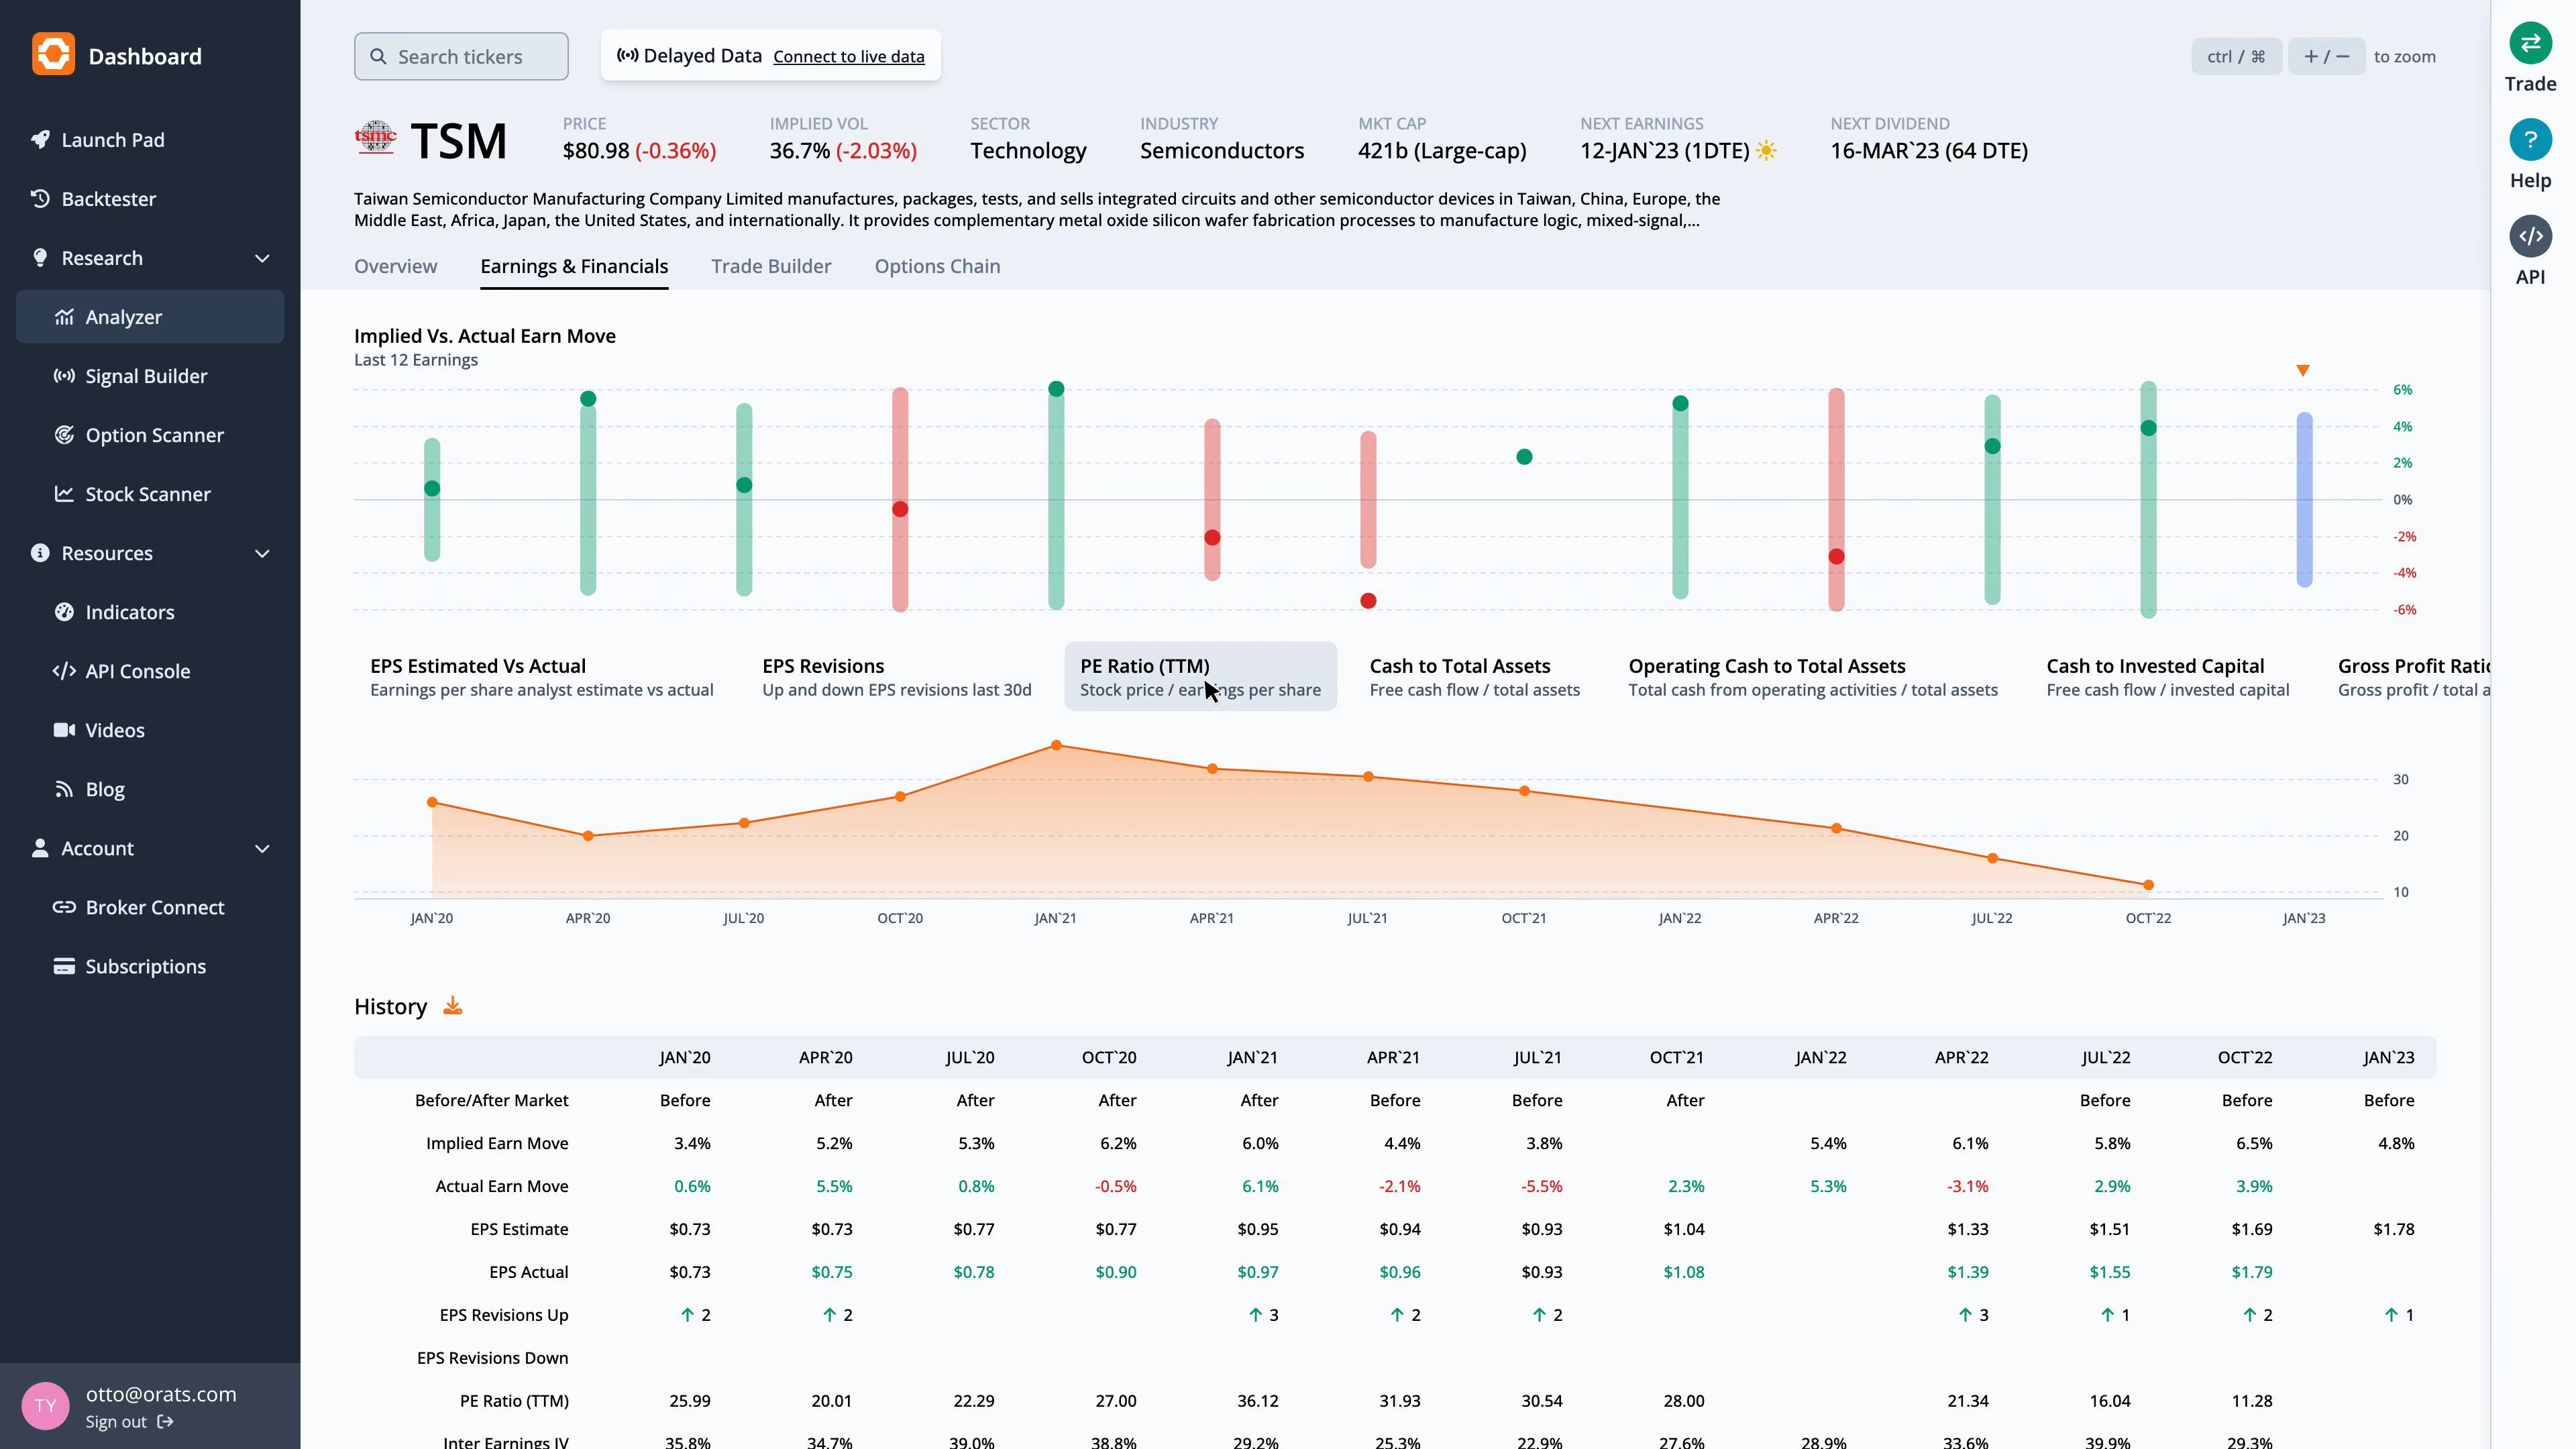 Dashboard
Launch Pad
Backtester
Research
Analyzer
Signal Builder
Option Scanner
Stock Scanner
Resources
Indicators
API Console
Videos
Blog
Account
Broker Connect
Subscriptions
TY
otto@orats.com
Sign out
Search tickers
Delayed Data Connect to live data
ctrl / ⌘ + / − to zoom
Trade
Help
API
tsmc
TSM
PRICE
$80.98 (-0.36%)
IMPLIED VOL
36.7% (-2.03%)
SECTOR
Technology
INDUSTRY
Semiconductors
MKT CAP
421b (Large-cap)
NEXT EARNINGS
12-JAN`23 (1DTE)
NEXT DIVIDEND
16-MAR`23 (64 DTE)
Taiwan Semiconductor Manufacturing Company Limited manufactures, packages, tests, and sells integrated circuits and other semiconductor devices in Taiwan, China, Europe, the
Middle East, Africa, Japan, the United States, and internationally. It provides complementary metal oxide silicon wafer fabrication processes to manufacture logic, mixed-signal,...
Overview Earnings & Financials Trade Builder Options Chain
Implied Vs. Actual Earn Move
Last 12 Earnings
6%
4%
2%
0%
-2%
-4%
-6%
EPS Estimated Vs Actual
Earnings per share analyst estimate vs actual
EPS Revisions
Up and down EPS revisions last 30d
PE Ratio (TTM)
Stock price / earnings per share
Cash to Total Assets
Free cash flow / total assets
Operating Cash to Total Assets
Total cash from operating activities / total assets
Cash to Invested Capital
Free cash flow / invested capital
Gross Profit Ratio
Gross profit / total a
30
20
10
JAN`20 APR`20 JUL`20 OCT`20 JAN`21 APR`21 JUL`21 OCT`21 JAN`22 APR`22 JUL`22 OCT`22 JAN`23
History
JAN`20 APR`20 JUL`20 OCT`20 JAN`21 APR`21 JUL`21 OCT`21 JAN`22 APR`22 JUL`22 OCT`22 JAN`23
Before/After Market Before After After After After Before Before After Before Before Before
Implied Earn Move 3.4% 5.2% 5.3% 6.2% 6.0% 4.4% 3.8% 5.4% 6.1% 5.8% 6.5% 4.8%
Actual Earn Move 0.6% 5.5% 0.8% -0.5% 6.1% -2.1% -5.5% 2.3% 5.3% -3.1% 2.9% 3.9%
EPS Estimate $0.73 $0.73 $0.77 $0.77 $0.95 $0.94 $0.93 $1.04 $1.33 $1.51 $1.69 $1.78
EPS Actual $0.73 $0.75 $0.78 $0.90 $0.97 $0.96 $0.93 $1.08 $1.39 $1.55 $1.79
EPS Revisions Up ↑ 2 ↑ 2 ↑ 3 ↑ 2 ↑ 2 ↑ 3 ↑ 1 ↑ 2 ↑ 1
EPS Revisions Down
PE Ratio (TTM) 25.99 20.01 22.29 27.00 36.12 31.93 30.54 28.00 21.34 16.04 11.28
Inter Earnings IV 35.8% 34.7% 39.0% 38.8% 29.2% 25.3% 22.9% 27.6% 28.9% 33.6% 39.9% 29.3%